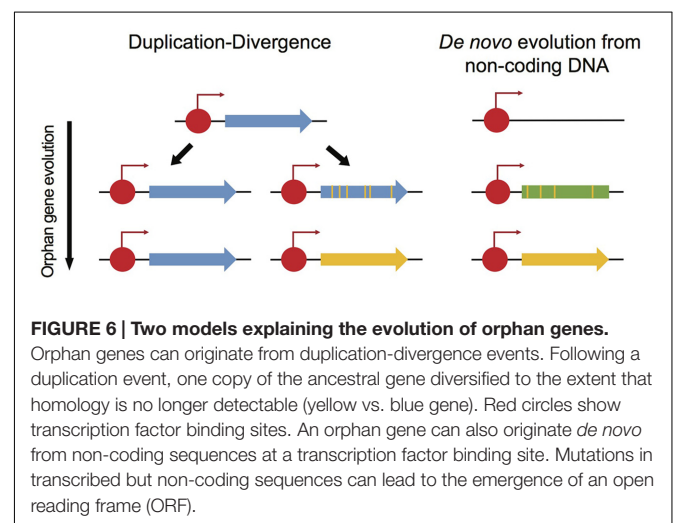 Duplication-Divergence
De novo evolution from
non-coding DNA
Orphan gene evolution
FIGURE 6 | Two models explaining the evolution of orphan genes.
Orphan genes can originate from duplication-divergence events. Following a
duplication event, one copy of the ancestral gene diversified to the extent that
homology is no longer detectable (yellow vs. blue gene). Red circles show
transcription factor binding sites. An orphan gene can also originate de novo
from non-coding sequences at a transcription factor binding site. Mutations in
transcribed but non-coding sequences can lead to the emergence of an open
reading frame (ORF).